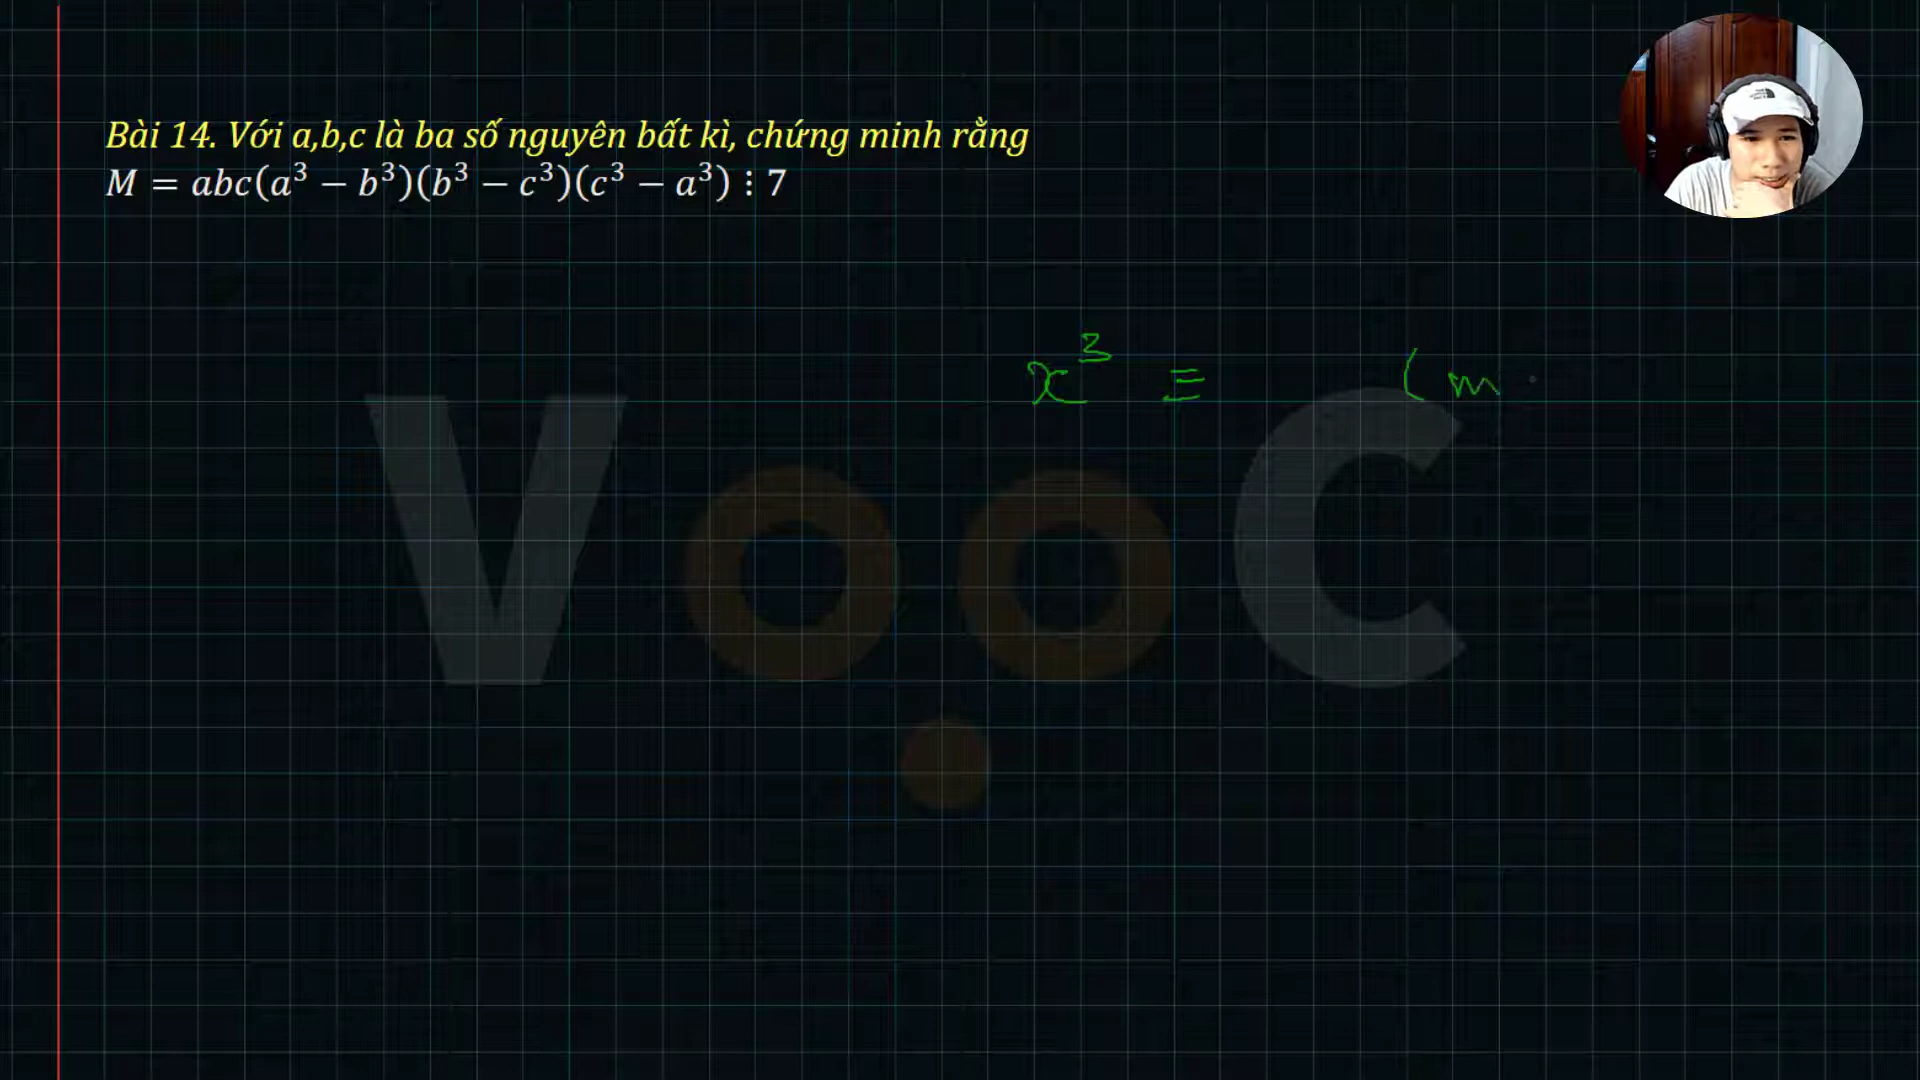 Bài 14. Với a,b,c là ba số nguyên bất kì, chứng minh rằng
M = abc(a³ − b³)(b³ − c³)(c³ − a³) ⋮ 7
x³ ≡ (m
VOOC